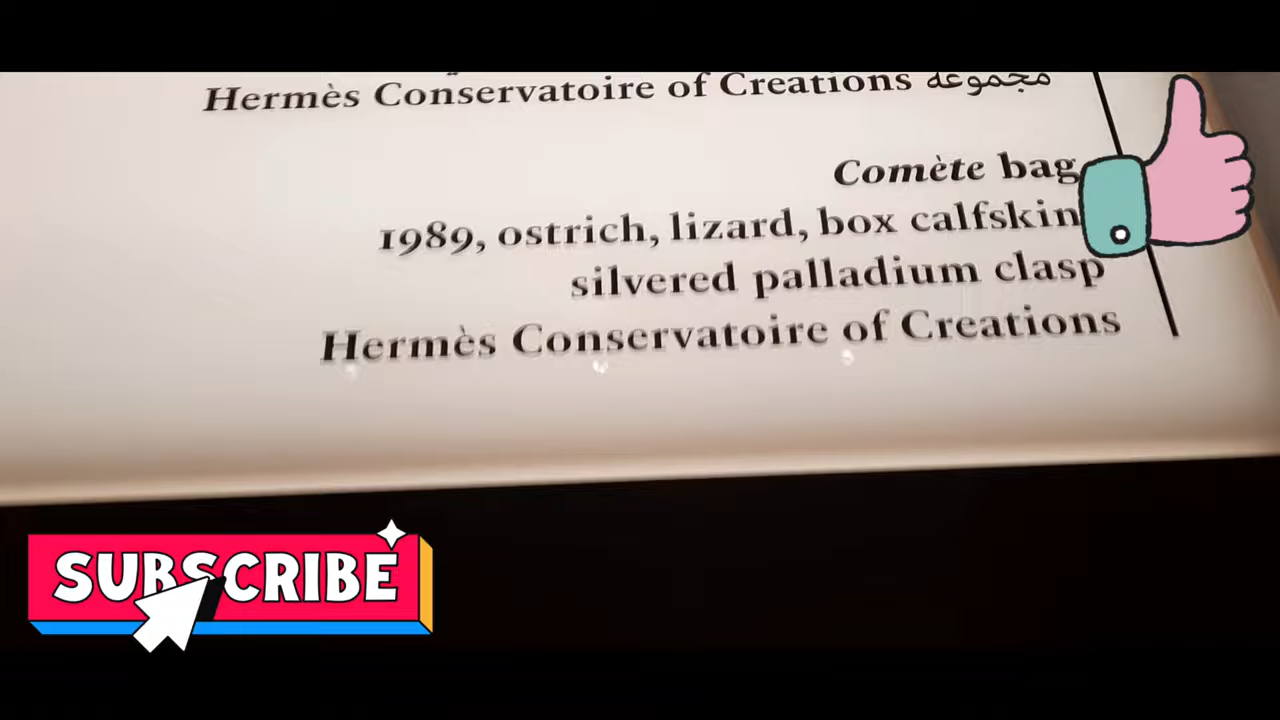 Hermès Conservatoire of Creations مجموعة
Comète bag
1989, ostrich, lizard, box calfskin
silvered palladium clasp
Hermès Conservatoire of Creations
SUBSCRIBE